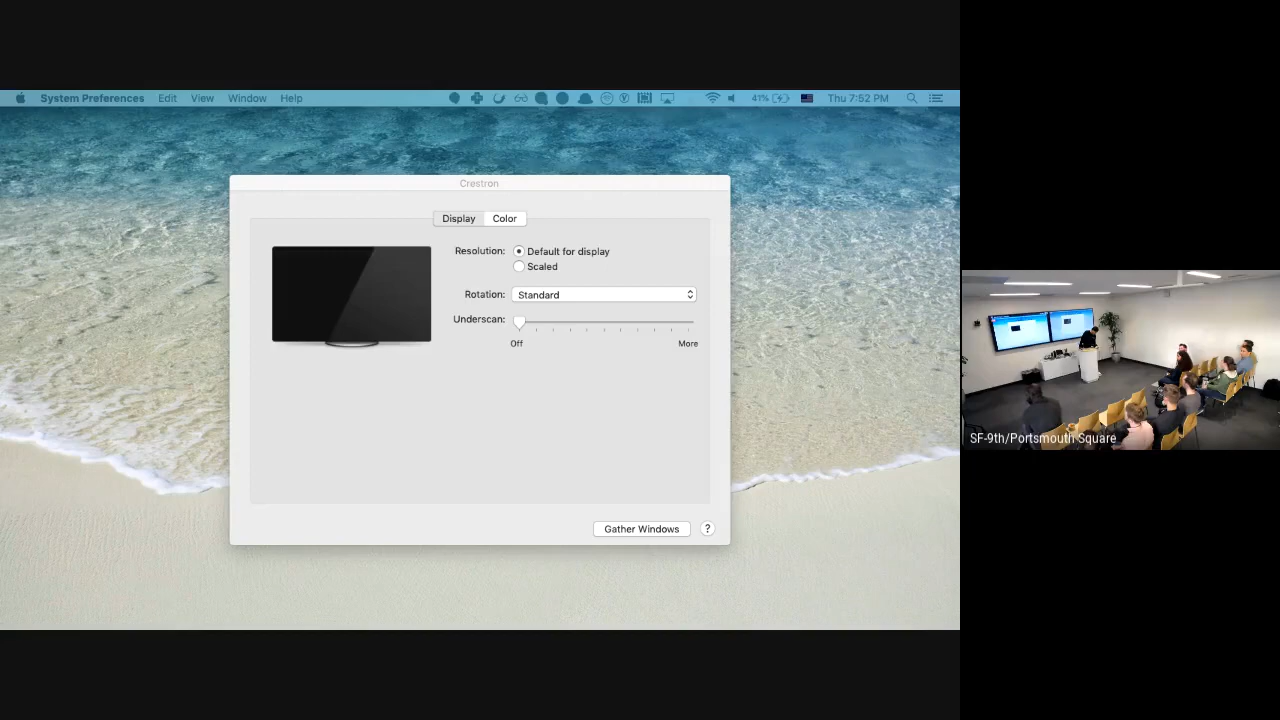 System Preferences Edit View Window Help 41% Thu 7:52 PM
Crestron
Display Color
Resolution: Default for display
Scaled
Rotation: Standard
Underscan:
Off More
Gather Windows ?
SF-9th/Portsmouth Square